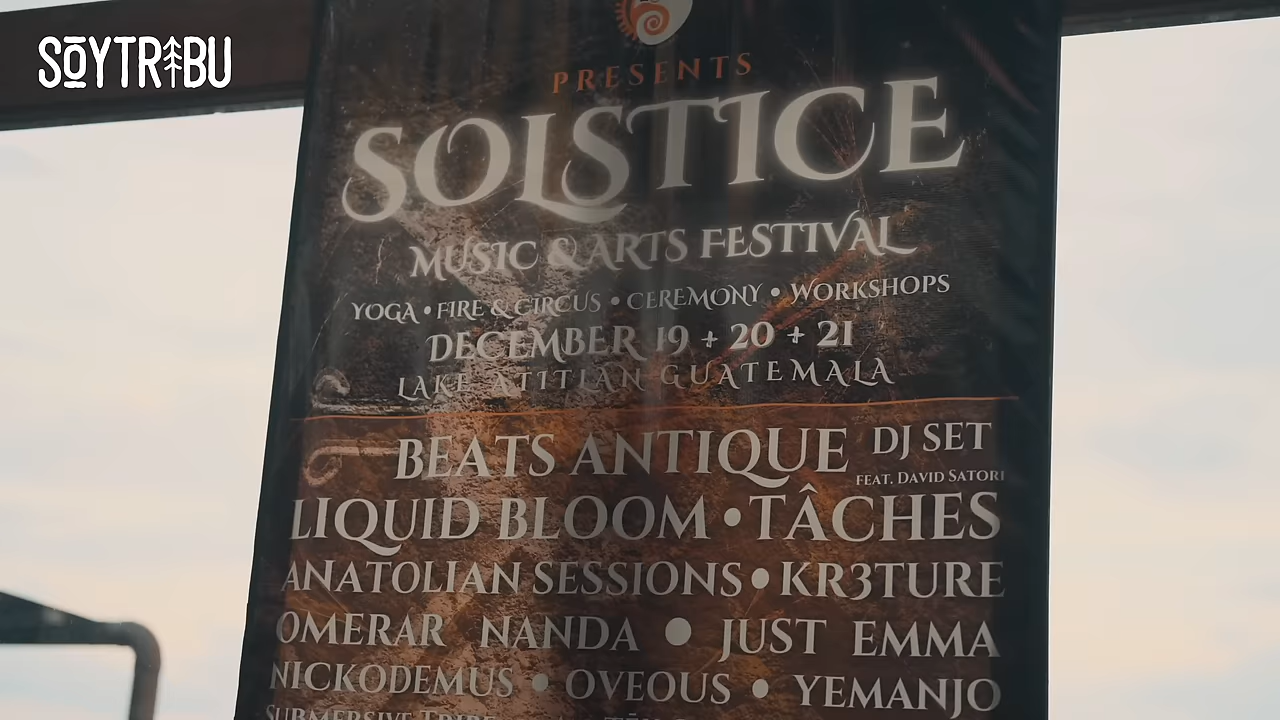 SOYTRIBU
PRESENTS
SOLSTICE
MUSIC & ARTS FESTIVAL
YOGA • FIRE & CIRCUS • CEREMONY • WORKSHOPS
DECEMBER 19 + 20 + 21
LAKE ATITLAN GUATEMALA
BEATS ANTIQUE DJ SET
FEAT. DAVID SATORI
LIQUID BLOOM • TÂCHES
ANATOLIAN SESSIONS • KR3TURE
OMERAR NANDA • JUST EMMA
NICKODEMUS • OVEOUS • YEMANJO
SUBMERSIVE TRIBE